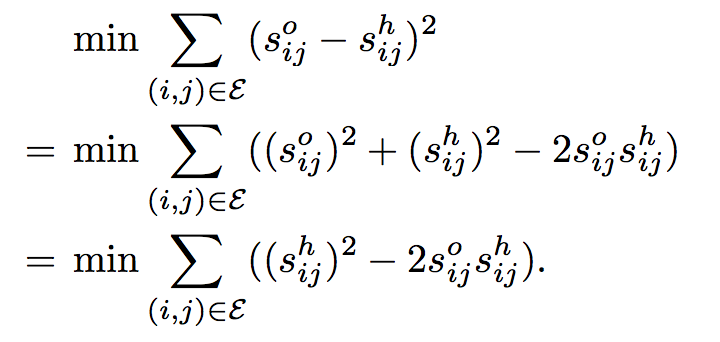 min ∑_{(i,j)∈ℰ} (s^o_{ij} − s^h_{ij})^2
= min ∑_{(i,j)∈ℰ} ((s^o_{ij})^2 + (s^h_{ij})^2 − 2s^o_{ij}s^h_{ij})
= min ∑_{(i,j)∈ℰ} ((s^h_{ij})^2 − 2s^o_{ij}s^h_{ij}).